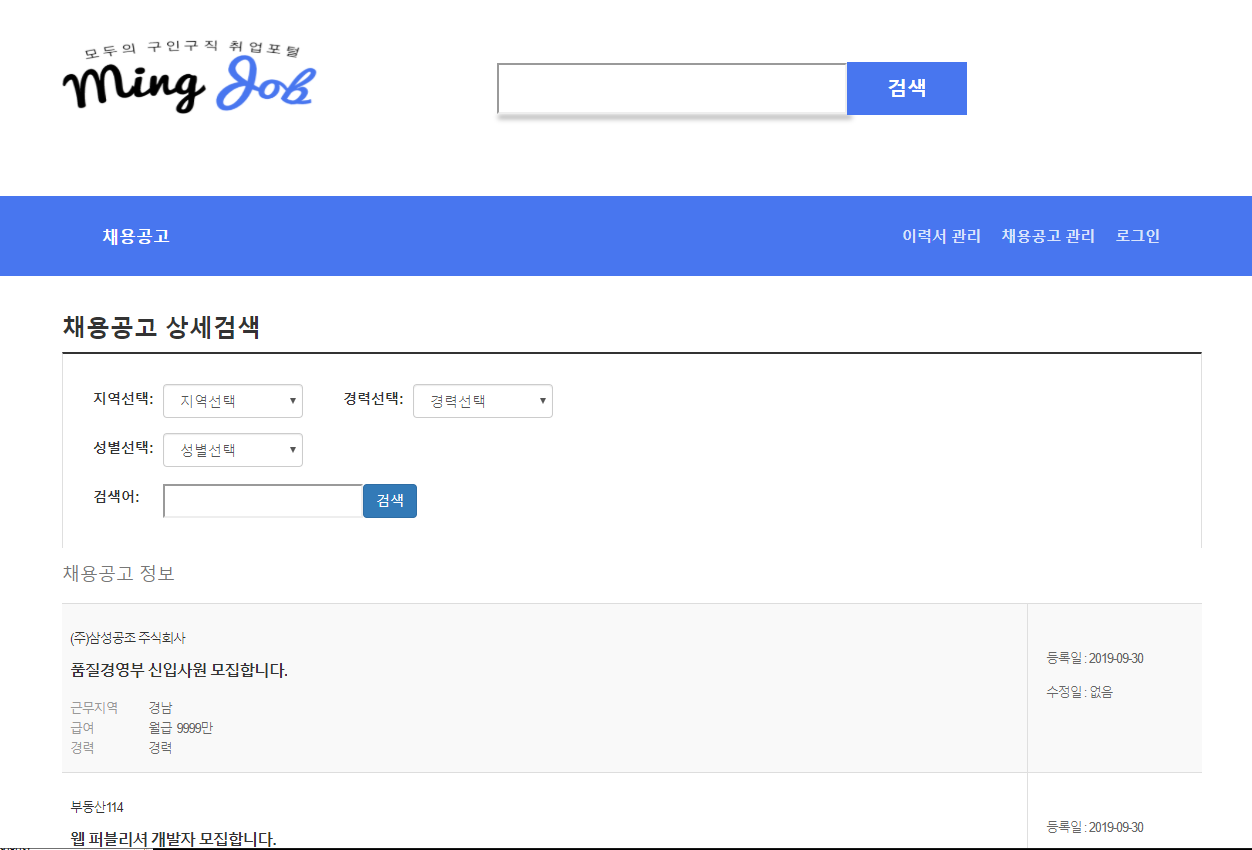 모두의 구인구직 취업포털
Ming Job
검색
채용공고
이력서 관리 채용공고 관리 로그인
채용공고 상세검색
지역선택: 지역선택 경력선택: 경력선택
성별선택: 성별선택
검색어: 검색
채용공고 정보
(주)삼성공조 주식회사
품질경영부 신입사원 모집합니다.
근무지역 경남
급여 월급 9999만
경력 경력
등록일 : 2019-09-30
수정일 : 없음
부동산114
웹 퍼블리셔 개발자 모집합니다.
등록일 : 2019-09-30